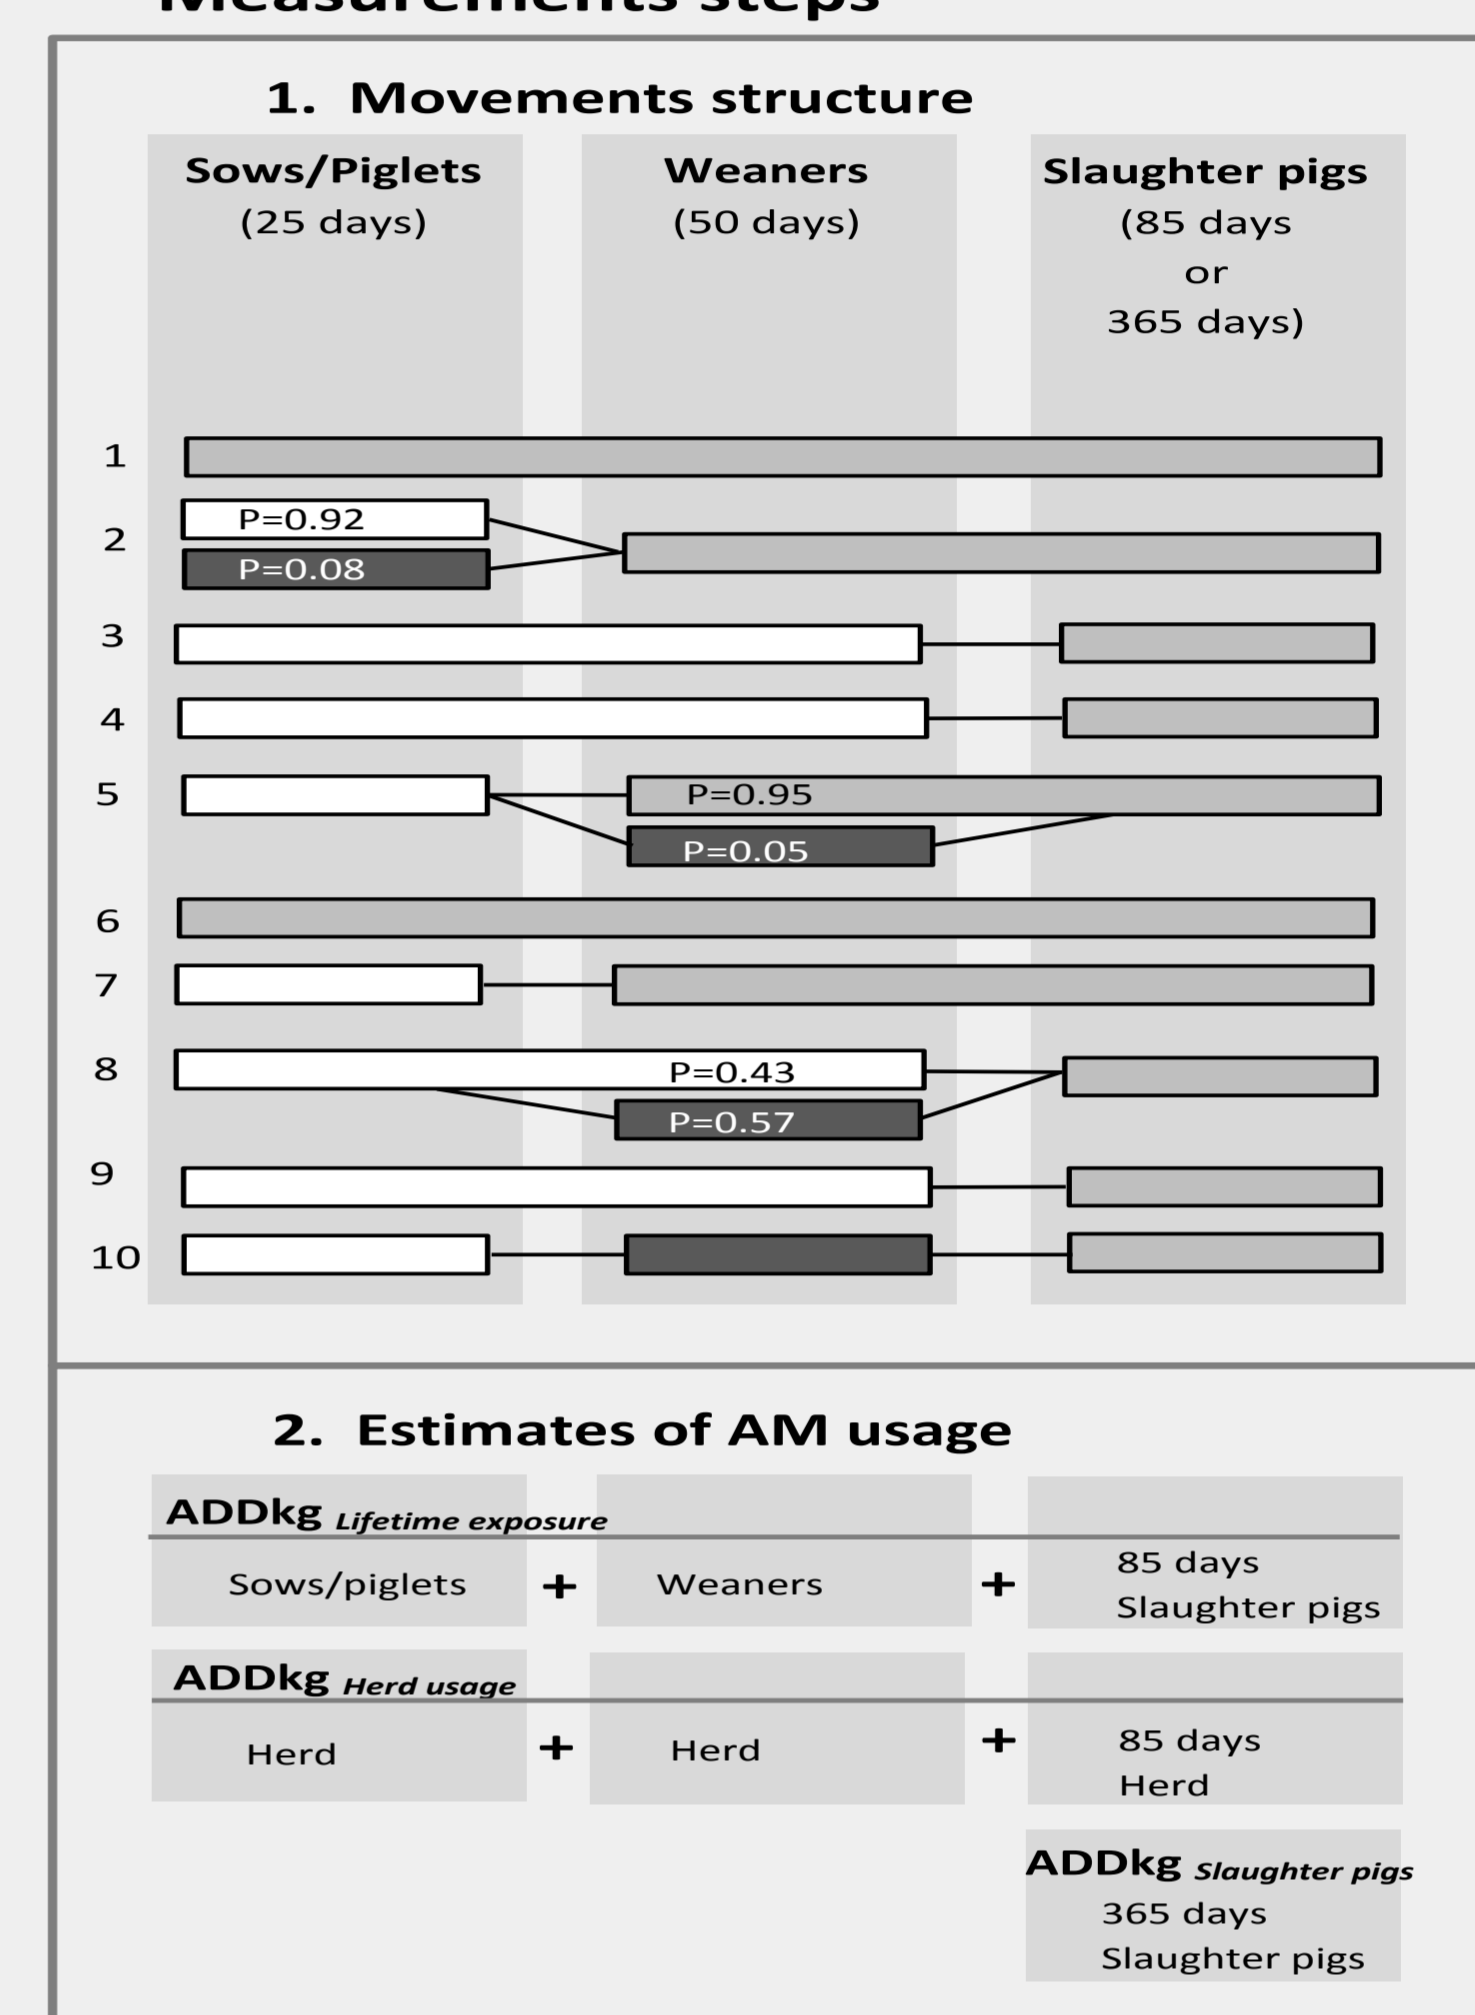 Measurements steps
1. Movements structure
Sows/Piglets
(25 days)
Weaners
(50 days)
Slaughter pigs
(85 days
or
365 days)
1
2
P=0.92
P=0.08
3
4
5
P=0.95
P=0.05
6
7
8
P=0.43
P=0.57
9
10
2. Estimates of AM usage
ADDkg Lifetime exposure
Sows/piglets + Weaners + 85 days
Slaughter pigs
ADDkg Herd usage
Herd + Herd + 85 days
Herd
ADDkg Slaughter pigs
365 days
Slaughter pigs